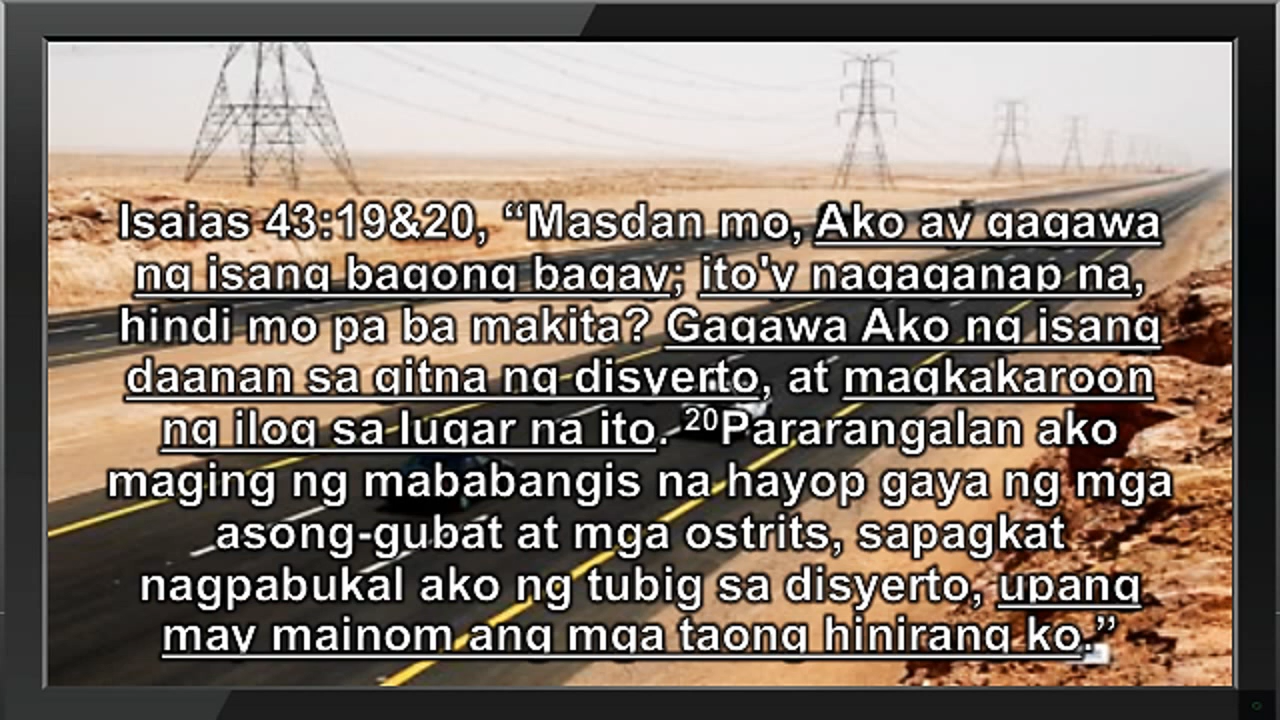 Isaias 43:19&20, “Masdan mo, Ako ay gagawa
ng isang bagong bagay; ito'y nagaganap na,
hindi mo pa ba makita? Gagawa Ako ng isang
daanan sa gitna ng disyerto, at magkakaroon
ng ilog sa lugar na ito. ²⁰Pararangalan ako
maging ng mababangis na hayop gaya ng mga
asong-gubat at mga ostrits, sapagkat
nagpabukal ako ng tubig sa disyerto, upang
may mainom ang mga taong hinirang ko.”